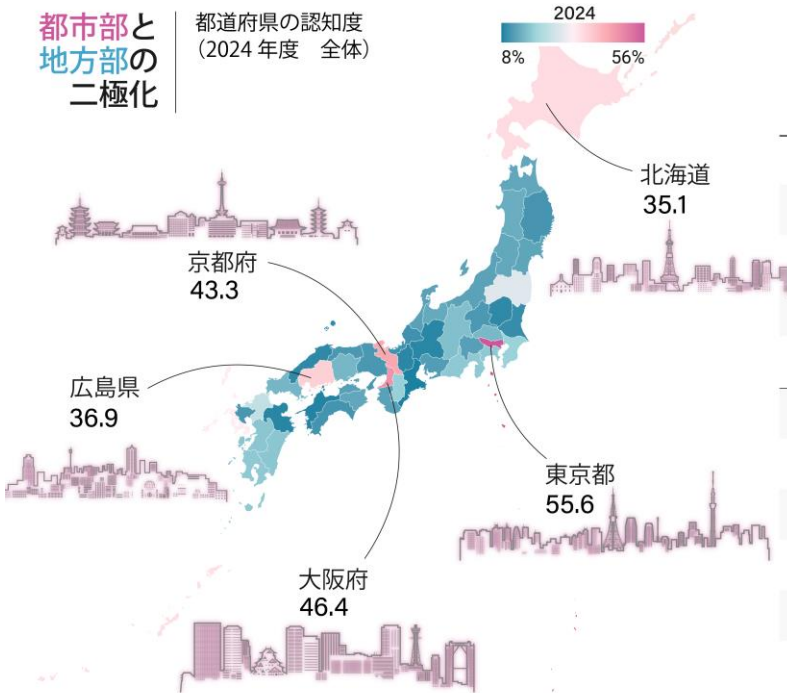 都市部と
地方部の
二極化
都道府県の認知度
（2024 年度　全体）
2024
8%
56%
北海道
35.1
京都府
43.3
広島県
36.9
東京都
55.6
大阪府
46.4